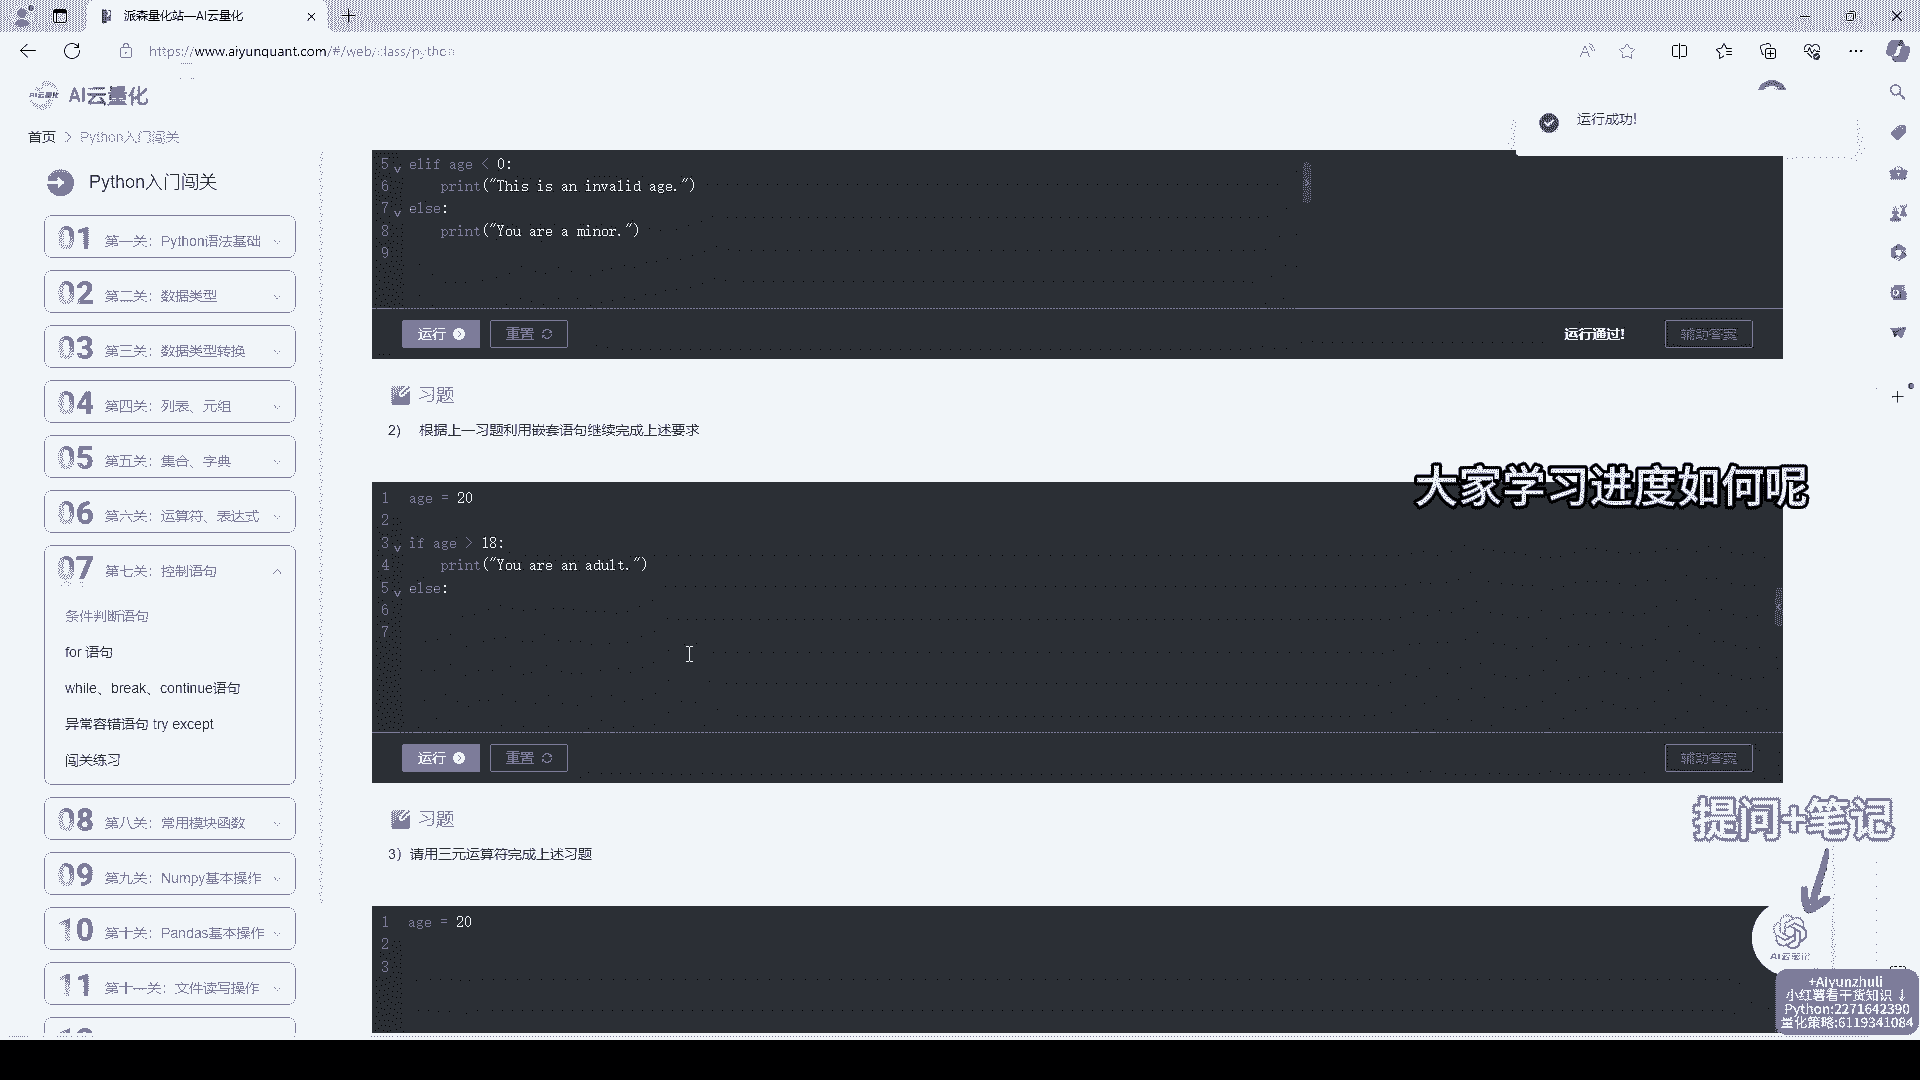 派森量化站—AI云量化
https://www.aiyunquant.com/#/web/class/python
AI云量化
首页 > Python入门闯关
运行成功!
Python入门闯关
01 第一关：Python语法基础
02 第二关：数据类型
03 第三关：数据类型转换
04 第四关：列表、元组
05 第五关：集合、字典
06 第六关：运算符、表达式
07 第七关：控制语句
条件判断语句
for 语句
while、break、continue语句
异常容错语句 try except
闯关练习
08 第八关：常用模块函数
09 第九关：Numpy基本操作
10 第十关：Pandas基本操作
11 第十一关：文件读写操作
5 elif age < 0:
6     print("This is an invalid age.")
7 else:
8     print("You are a minor.")
9
运行 重置 运行通过! 辅助答案
习题
2) 根据上一习题利用嵌套语句继续完成上述要求
大家学习进度如何呢
1 age = 20
2
3 if age > 18:
4     print("You are an adult.")
5 else:
6
7
运行 重置 辅助答案
习题
3) 请用三元运算符完成上述习题
提问+笔记
1 age = 20
2
3
AI云笔记
+Aiyunzhuli
小红薯看干货知识 ↓
Python:2271642390
量化策略:6119341084